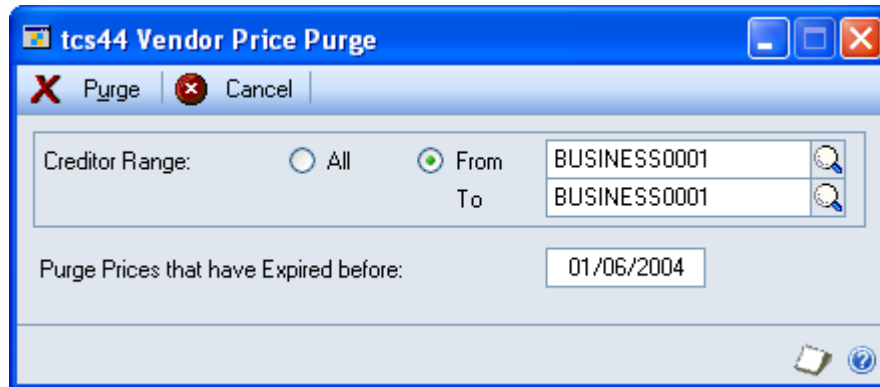 tcs44 Vendor Price Purge
Purge Cancel
Creditor Range: All From BUSINESS0001
To BUSINESS0001
Purge Prices that have Expired before: 01/06/2004